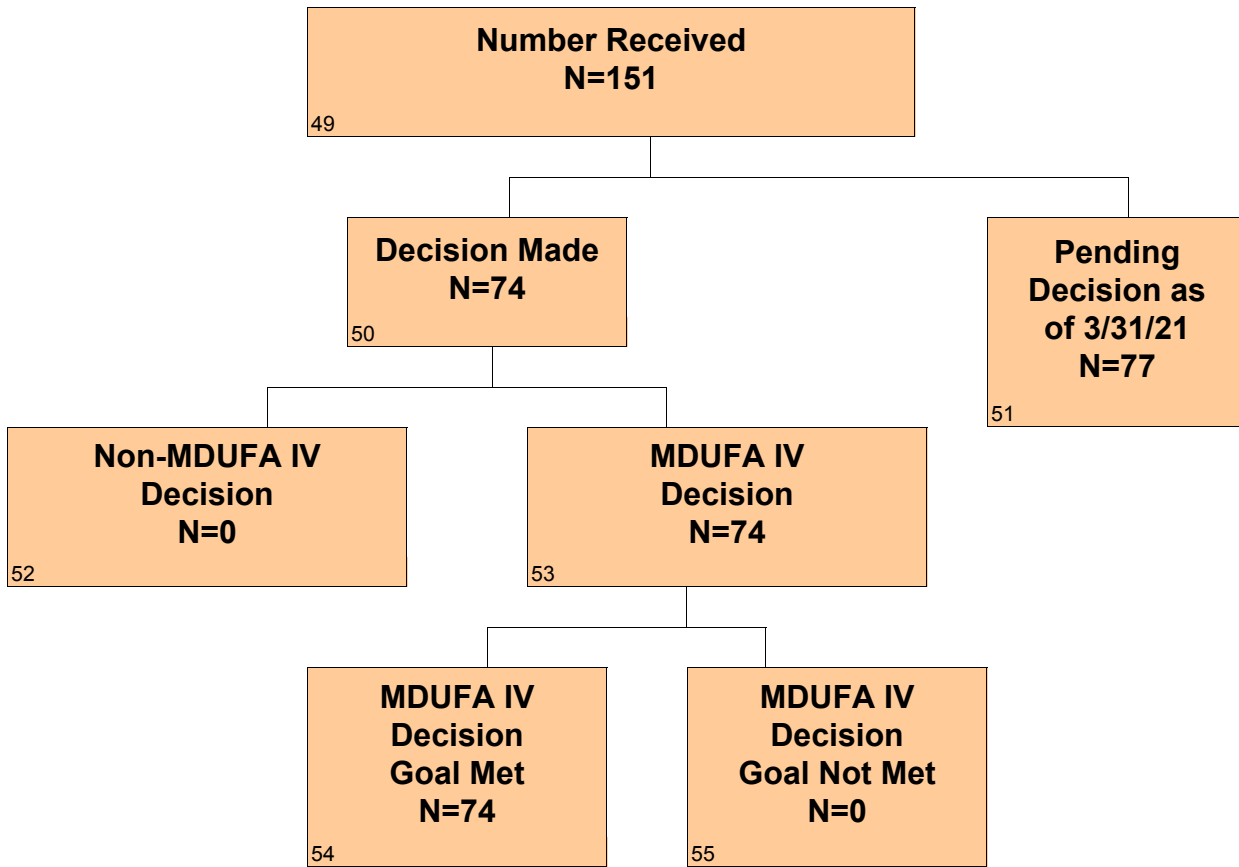 Number Received
N=151
49
Decision Made
N=74
50
Pending
Decision as
of 3/31/21
N=77
51
Non-MDUFA IV
Decision
N=0
52
MDUFA IV
Decision
N=74
53
MDUFA IV
Decision
Goal Met
N=74
54
MDUFA IV
Decision
Goal Not Met
N=0
55